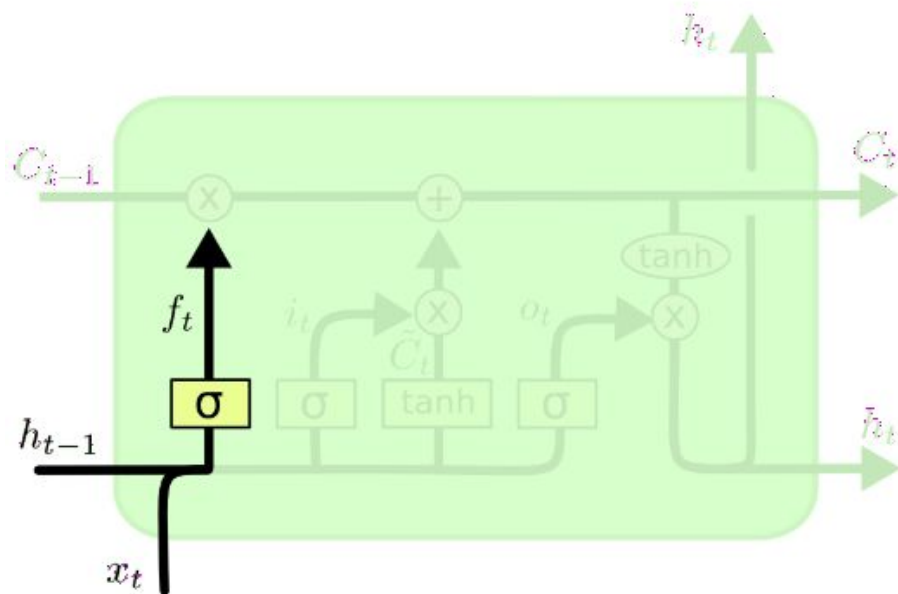 h_t
C_{t-1} × + C_t
tanh
f_t i_t × o_t ×
C̃_t
σ σ tanh σ
h_{t-1} h_t
x_t